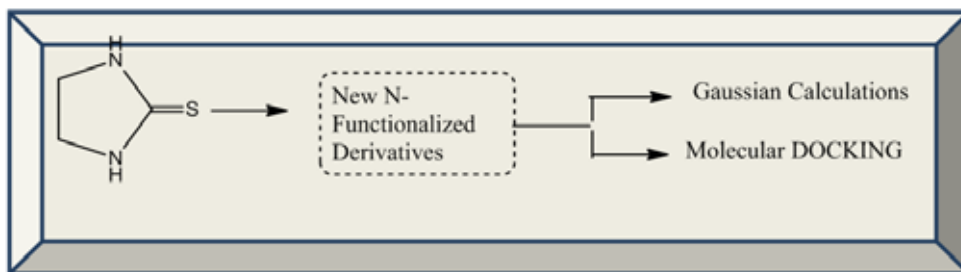 H
N
S
N
H
New N-
Functionalized
Derivatives
Gaussian Calculations
Molecular DOCKING